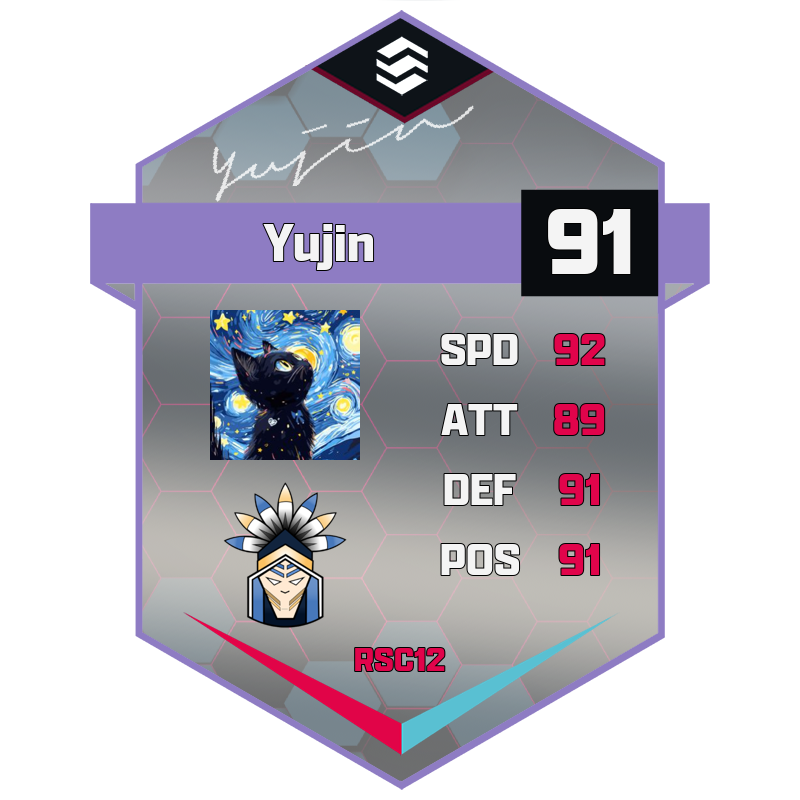 Yujin
Yujin
91
SPD 92
ATT 89
DEF 91
POS 91
RSC12